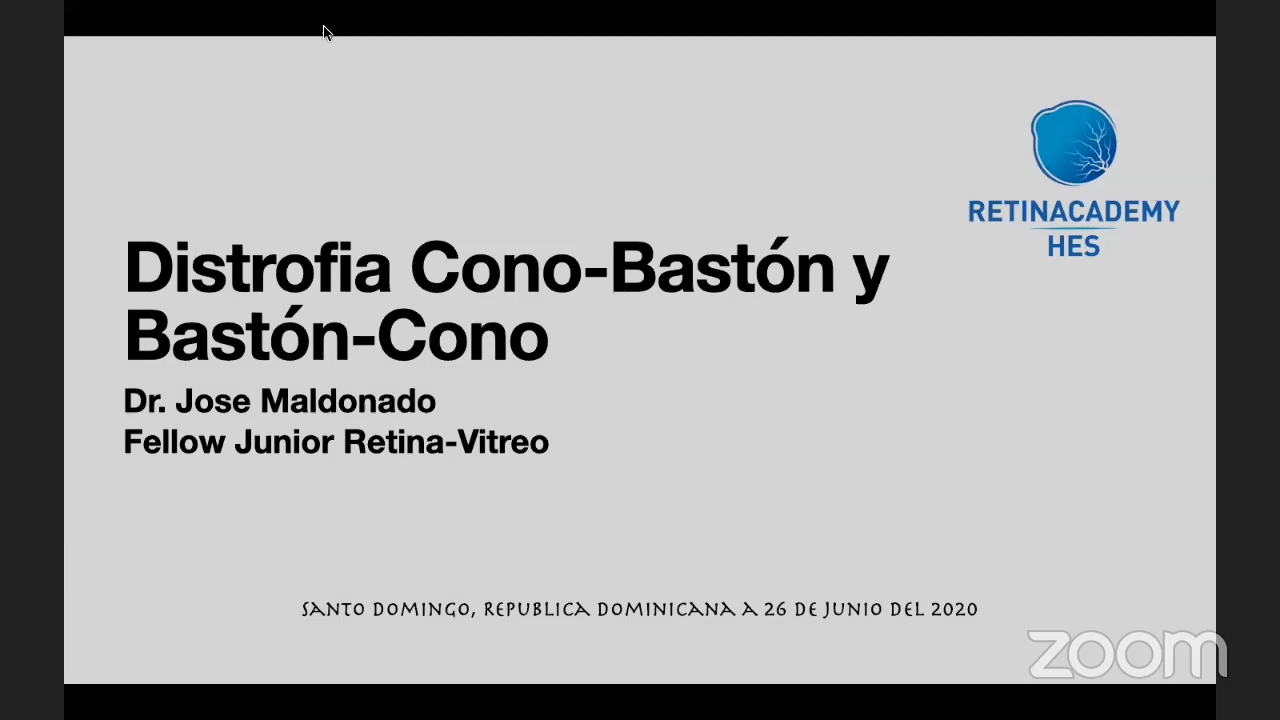 RETINACADEMY
HES
Distrofia Cono-Bastón y
Bastón-Cono
Dr. Jose Maldonado
Fellow Junior Retina-Vitreo
SANTO DOMINGO, REPUBLICA DOMINICANA A 26 DE JUNIO DEL 2020
zoom